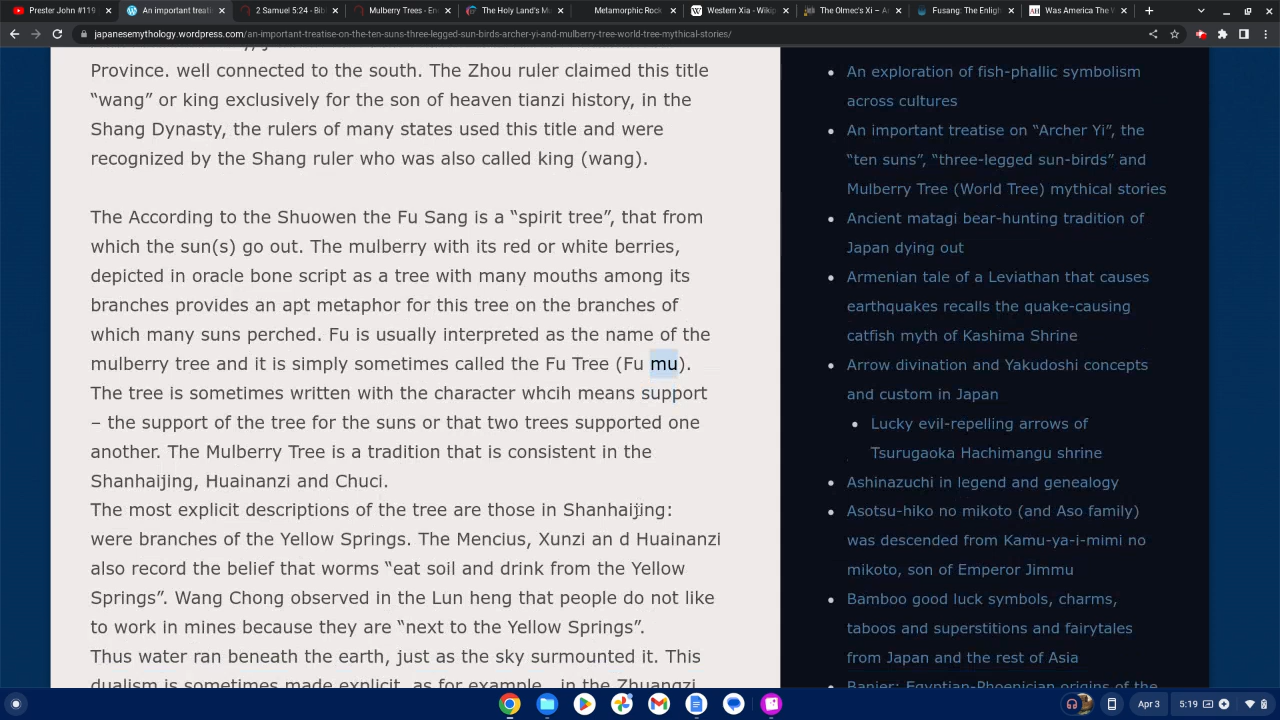 Prester John #119
An important treati
2 Samuel 5:24 - Bib
Mulberry Trees - En
The Holy Land's Mu
Metamorphic Rock
Western Xia - Wikip
The Olmec's Xi – A
Fusang: The Enligh
Was America The W
japanesemythology.wordpress.com/an-important-treatise-on-the-ten-suns-three-legged-sun-birds-archer-yi-and-mulberry-tree-world-tree-mythical-stories/
Province. well connected to the south. The Zhou ruler claimed this title
“wang” or king exclusively for the son of heaven tianzi history, in the
Shang Dynasty, the rulers of many states used this title and were
recognized by the Shang ruler who was also called king (wang).
The According to the Shuowen the Fu Sang is a “spirit tree”, that from
which the sun(s) go out. The mulberry with its red or white berries,
depicted in oracle bone script as a tree with many mouths among its
branches provides an apt metaphor for this tree on the branches of
which many suns perched. Fu is usually interpreted as the name of the
mulberry tree and it is simply sometimes called the Fu Tree (Fu mu).
The tree is sometimes written with the character whcih means support
– the support of the tree for the suns or that two trees supported one
another. The Mulberry Tree is a tradition that is consistent in the
Shanhaijing, Huainanzi and Chuci.
The most explicit descriptions of the tree are those in Shanhaijing:
were branches of the Yellow Springs. The Mencius, Xunzi an d Huainanzi
also record the belief that worms “eat soil and drink from the Yellow
Springs”. Wang Chong observed in the Lun heng that people do not like
to work in mines because they are “next to the Yellow Springs”.
Thus water ran beneath the earth, just as the sky surmounted it. This
dualism is sometimes made explicit, as for example, in the Zhuangzi
An exploration of fish-phallic symbolism
across cultures
An important treatise on “Archer Yi”, the
“ten suns”, “three-legged sun-birds” and
Mulberry Tree (World Tree) mythical stories
Ancient matagi bear-hunting tradition of
Japan dying out
Armenian tale of a Leviathan that causes
earthquakes recalls the quake-causing
catfish myth of Kashima Shrine
Arrow divination and Yakudoshi concepts
and custom in Japan
Lucky evil-repelling arrows of
Tsurugaoka Hachimangu shrine
Ashinazuchi in legend and genealogy
Asotsu-hiko no mikoto (and Aso family)
was descended from Kamu-ya-i-mimi no
mikoto, son of Emperor Jimmu
Bamboo good luck symbols, charms,
taboos and superstitions and fairytales
from Japan and the rest of Asia
Banier: Egyptian-Phoenician origins of the
Apr 3
5:19